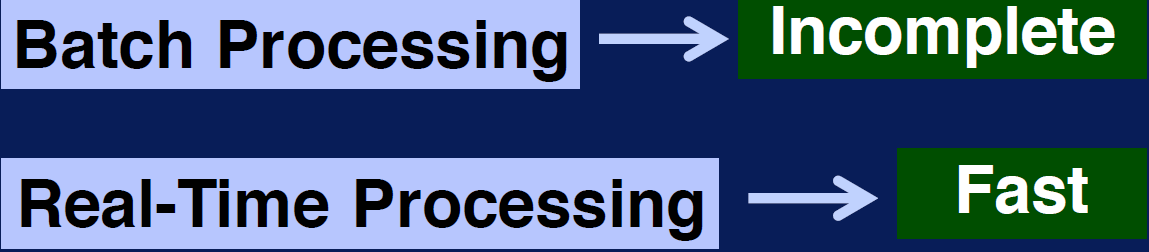 Batch Processing → Incomplete
Real-Time Processing → Fast